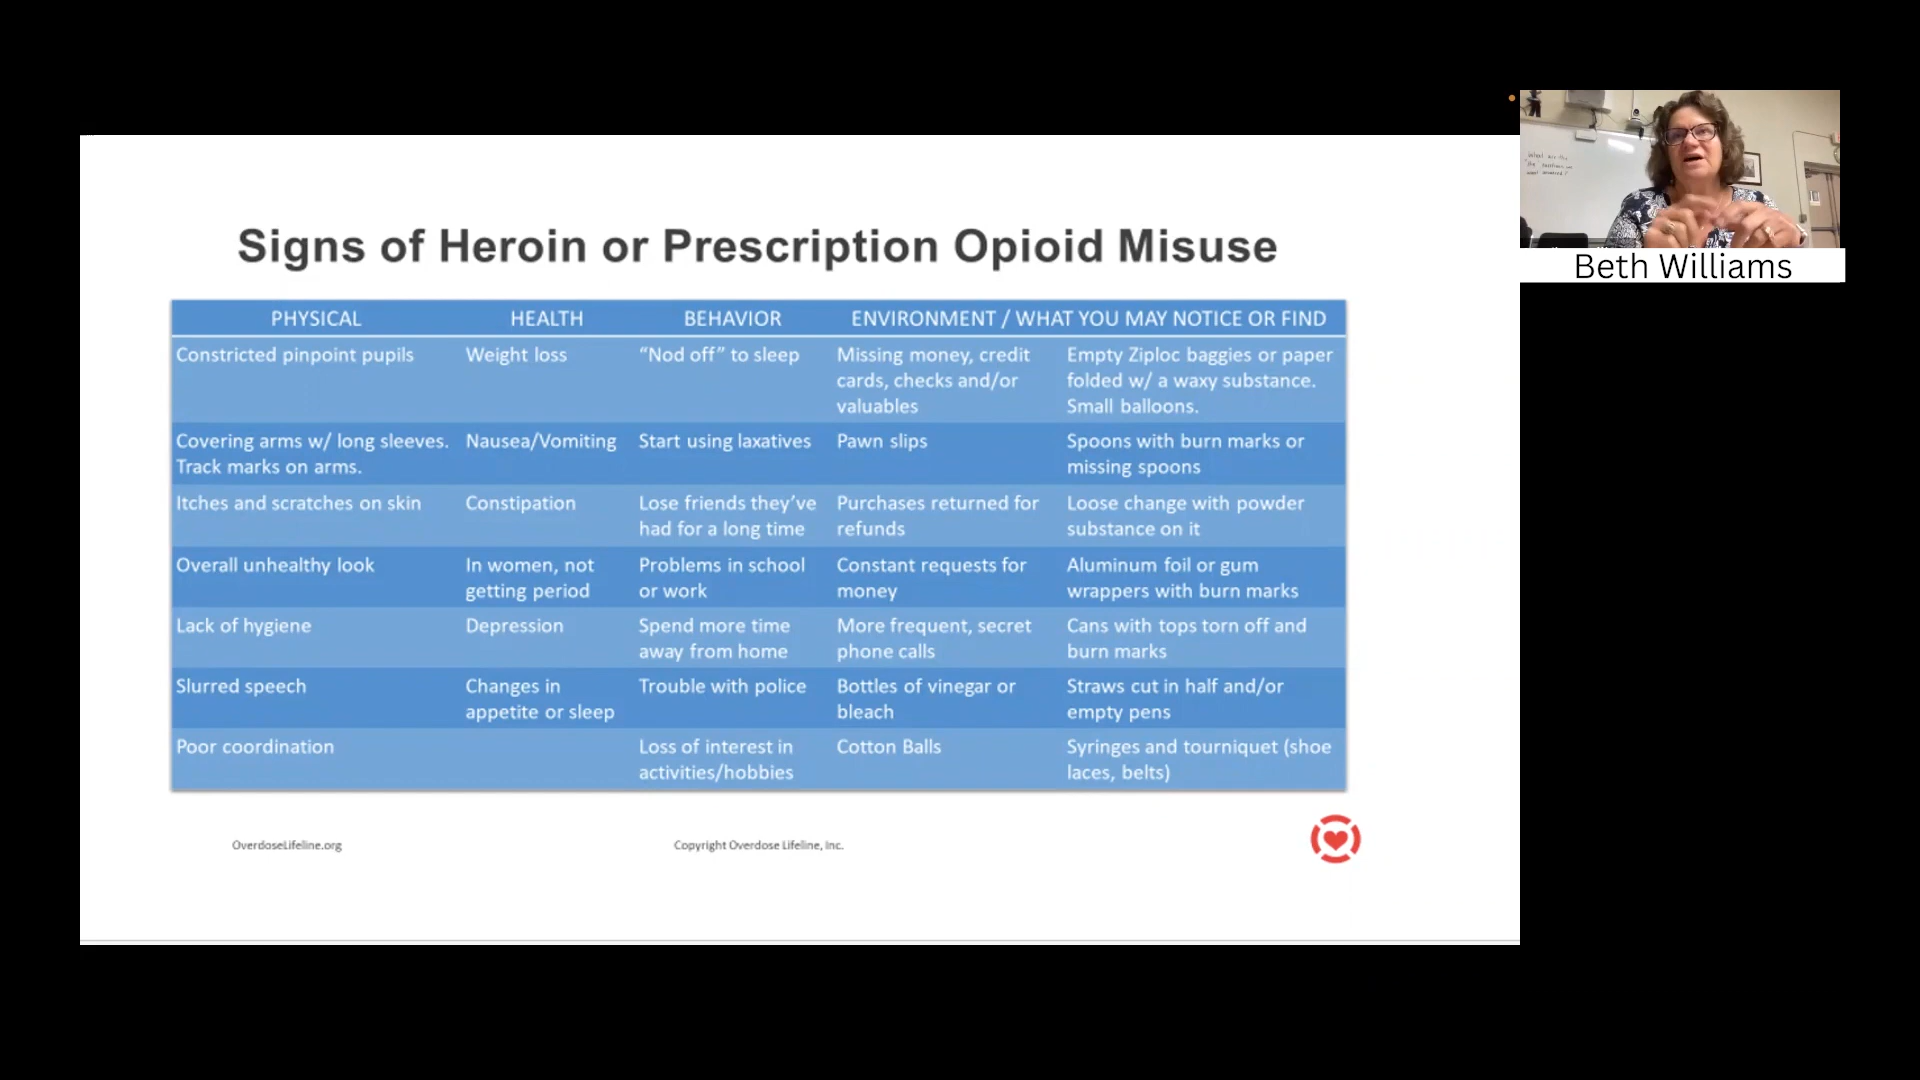 Signs of Heroin or Prescription Opioid Misuse
PHYSICAL HEALTH BEHAVIOR ENVIRONMENT / WHAT YOU MAY NOTICE OR FIND
Constricted pinpoint pupils Weight loss “Nod off” to sleep Missing money, credit Empty Ziploc baggies or paper
cards, checks and/or folded w/ a waxy substance.
valuables Small balloons.
Covering arms w/ long sleeves. Nausea/Vomiting Start using laxatives Pawn slips Spoons with burn marks or
Track marks on arms. missing spoons
Itches and scratches on skin Constipation Lose friends they’ve Purchases returned for Loose change with powder
had for a long time refunds substance on it
Overall unhealthy look In women, not Problems in school Constant requests for Aluminum foil or gum
getting period or work money wrappers with burn marks
Lack of hygiene Depression Spend more time More frequent, secret Cans with tops torn off and
away from home phone calls burn marks
Slurred speech Changes in Trouble with police Bottles of vinegar or Straws cut in half and/or
appetite or sleep bleach empty pens
Poor coordination Loss of interest in Cotton Balls Syringes and tourniquet (shoe
activities/hobbies laces, belts)
OverdoseLifeline.org Copyright Overdose Lifeline, Inc.
Beth Williams